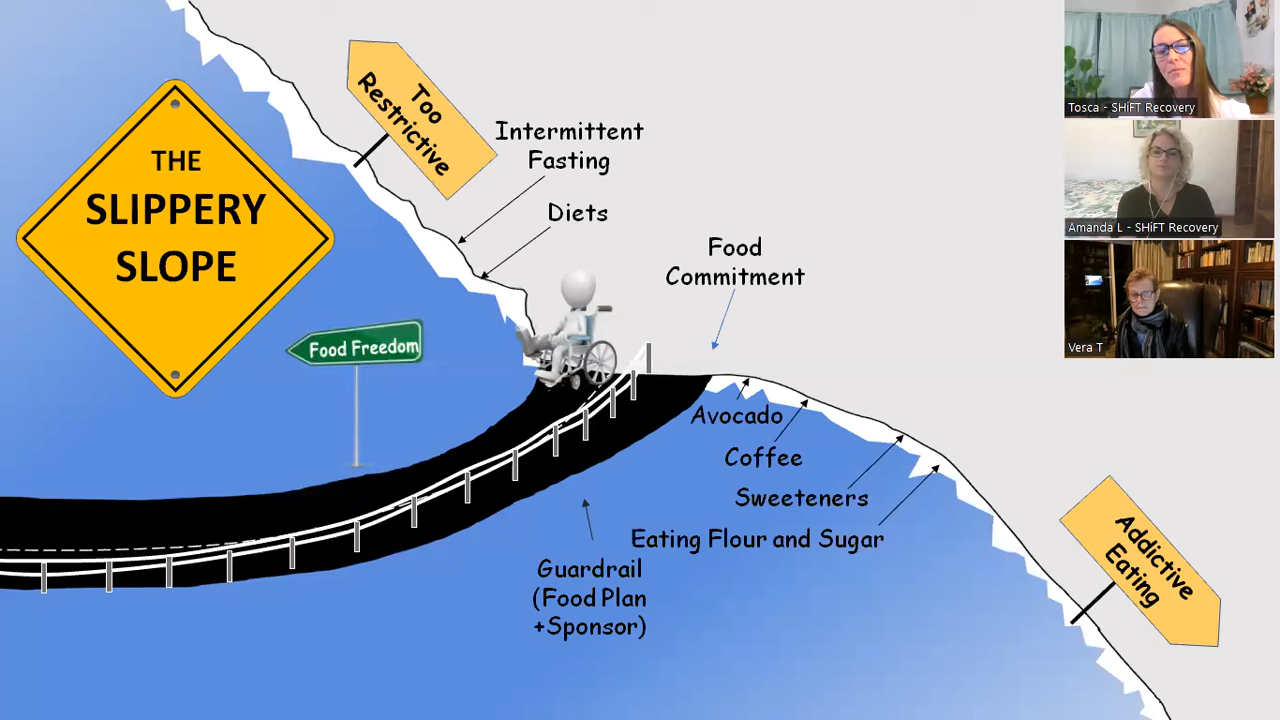 THE
SLIPPERY
SLOPE
Too
Restrictive
Intermittent
Fasting
Diets
Food
Commitment
Food Freedom
Avocado
Coffee
Sweeteners
Eating Flour and Sugar
Guardrail
(Food Plan
+Sponsor)
Addictive
Eating
Tosca - SHiFT Recovery
Amanda L - SHiFT Recovery
Vera T